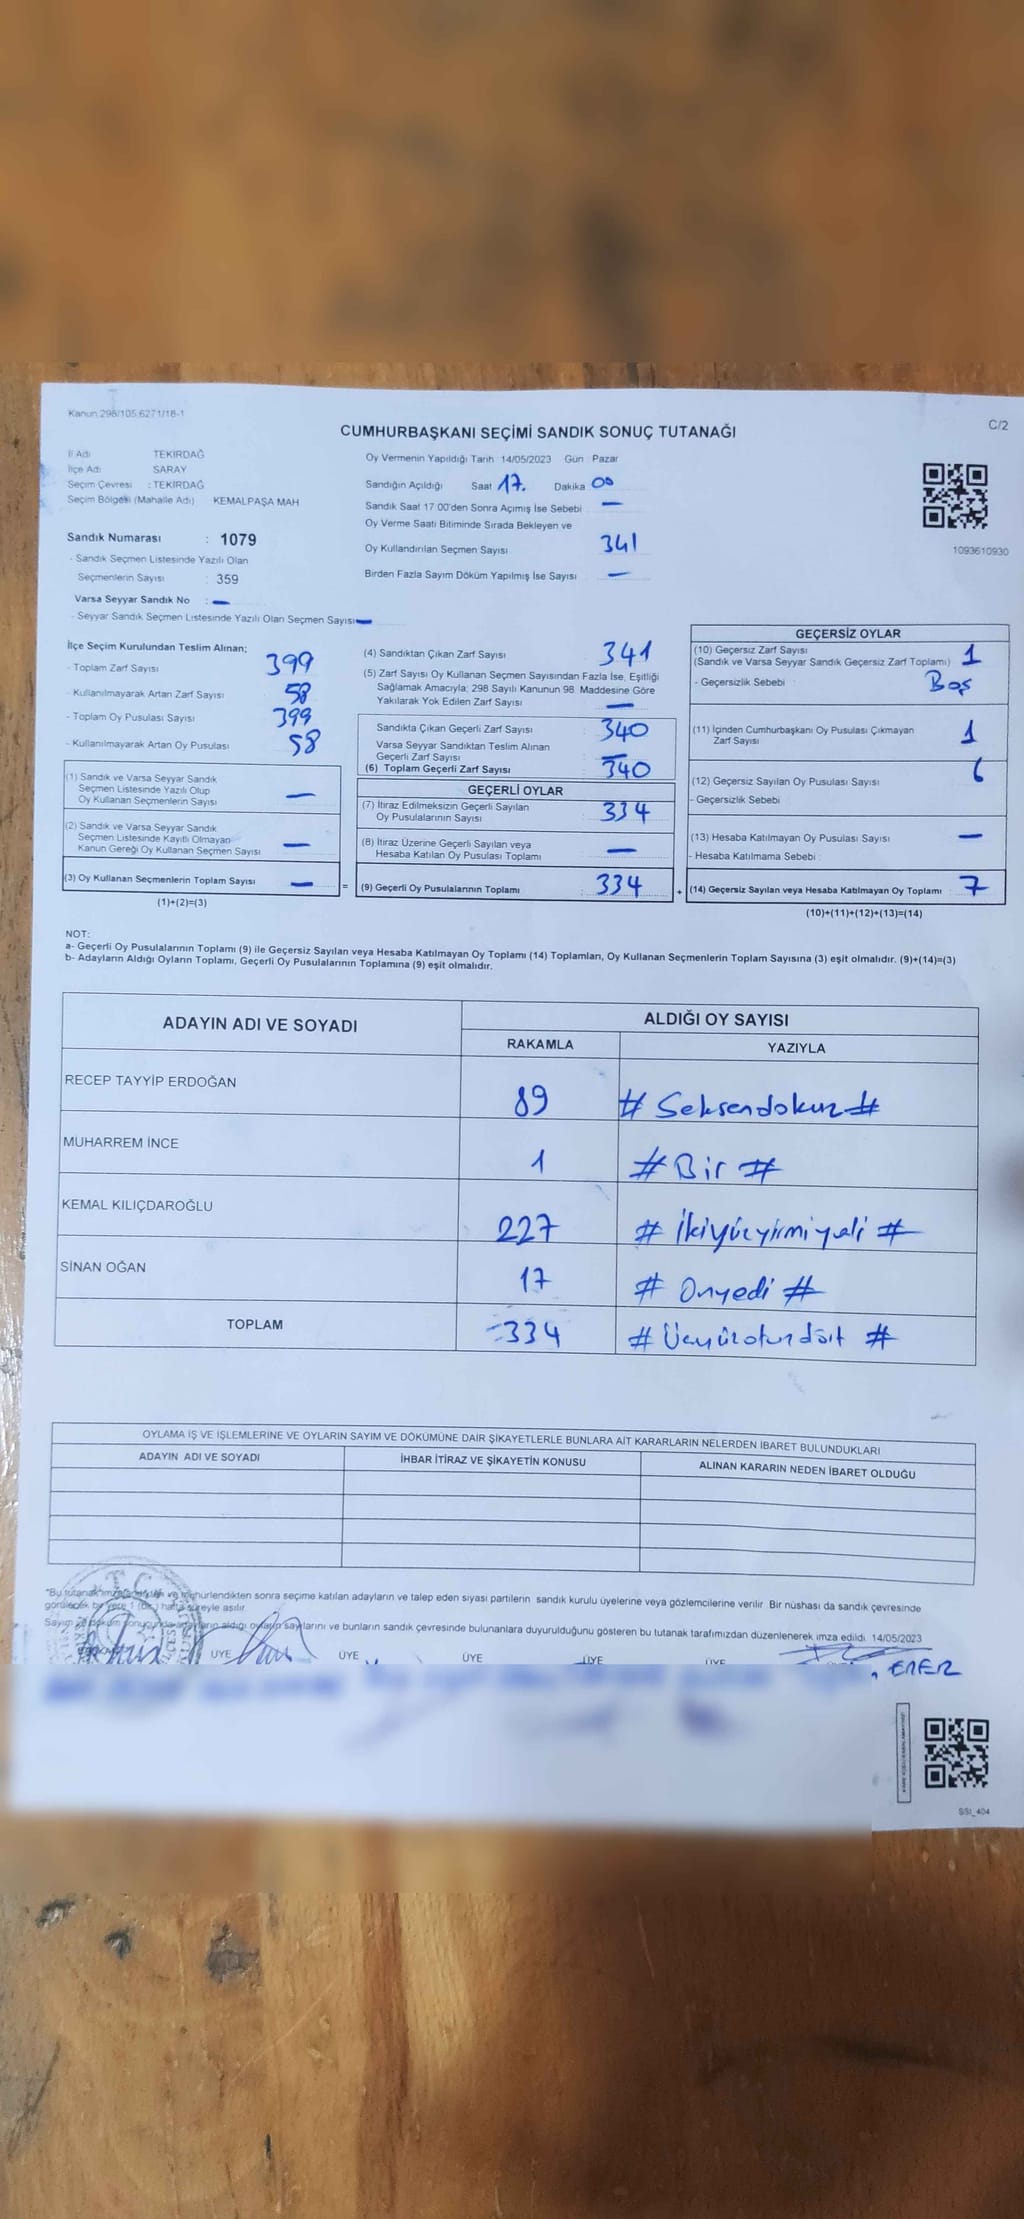 Kanun 298/105.6271/18-1
C/2
CUMHURBAŞKANI SEÇİMİ SANDIK SONUÇ TUTANAĞI
İl Adı TEKİRDAĞ
İlçe Adı SARAY
Seçim Çevresi : TEKİRDAĞ
Seçim Bölgesi (Mahalle Adı) KEMALPAŞA MAH
Sandık Numarası : 1079
- Sandık Seçmen Listesinde Yazılı Olan
Seçmenlerin Sayısı : 359
Varsa Seyyar Sandık No : -
- Seyyar Sandık Seçmen Listesinde Yazılı Olan Seçmen Sayısı -
Oy Vermenin Yapıldığı Tarih 14/05/2023 Gün Pazar
Sandığın Açıldığı Saat 17. Dakika 00
Sandık Saat 17 00'den Sonra Açımış İse Sebebi -
Oy Verme Saati Bitiminde Sırada Bekleyen ve
Oy Kullandırılan Seçmen Sayısı 341
Birden Fazla Sayım Döküm Yapılmış İse Sayısı -
1093610930
İlçe Seçim Kurulundan Teslim Alınan;
- Toplam Zarf Sayısı 399
- Kullanılmayarak Artan Zarf Sayısı 58
- Toplam Oy Pusulası Sayısı 399
- Kullanılmayarak Artan Oy Pusulası 58
(1) Sandık ve Varsa Seyyar Sandık
Seçmen Listesinde Yazılı Olup
Oy Kullanan Seçmenlerin Sayısı -
(2) Sandık ve Varsa Seyyar Sandık
Seçmen Listesinde Kayıtlı Olmayan
Kanun Gereği Oy Kullanan Seçmen Sayısı -
(3) Oy Kullanan Seçmenlerin Toplam Sayısı -
(1)+(2)=(3)
=
(4) Sandıktan Çıkan Zarf Sayısı 341
(5) Zarf Sayısı Oy Kullanan Seçmen Sayısından Fazla İse, Eşitliği
Sağlamak Amacıyla; 298 Sayılı Kanunun 98 Maddesine Göre
Yakılarak Yok Edilen Zarf Sayısı -
Sandıkta Çıkan Geçerli Zarf Sayısı 340
Varsa Seyyar Sandıktan Teslim Alınan
Geçerli Zarf Sayısı -
(6) Toplam Geçerli Zarf Sayısı 340
GEÇERLİ OYLAR
(7) İtiraz Edilmeksizin Geçerli Sayılan
Oy Pusulalarının Sayısı 334
(8) İtiraz Üzerine Geçerli Sayılan veya
Hesaba Katılan Oy Pusulası Toplamı -
(9) Geçerli Oy Pusulalarının Toplamı : 334
+
GEÇERSİZ OYLAR
(10) Geçersiz Zarf Sayısı
(Sandık ve Varsa Seyyar Sandık Geçersiz Zarf Toplamı) 1
- Geçersizlik Sebebi : Boş
(11) İçinden Cumhurbaşkanı Oy Pusulası Çıkmayan
Zarf Sayısı 1
(12) Geçersiz Sayılan Oy Pusulası Sayısı 6
- Geçersizlik Sebebi
(13) Hesaba Katılmayan Oy Pusulası Sayısı -
- Hesaba Katılmama Sebebi :
(14) Geçersiz Sayılan veya Hesaba Katılmayan Oy Toplamı : 7
(10)+(11)+(12)+(13)=(14)
NOT:
a- Geçerli Oy Pusulalarının Toplamı (9) ile Geçersiz Sayılan veya Hesaba Katılmayan Oy Toplamı (14) Toplamları, Oy Kullanan Seçmenlerin Toplam Sayısına (3) eşit olmalıdır. (9)+(14)=(3)
b- Adayların Aldığı Oyların Toplamı, Geçerli Oy Pusulalarının Toplamına (9) eşit olmalıdır.
ADAYIN ADI VE SOYADI ALDIĞI OY SAYISI
RAKAMLA YAZIYLA
RECEP TAYYİP ERDOĞAN 89 # Seksendokuz #
MUHARREM İNCE 1 # Bir #
KEMAL KILIÇDAROĞLU 227 # İkiyüzyirmiyedi #
SİNAN OĞAN 17 # Onyedi #
TOPLAM 334 # Üçyüzotuzdört #
OYLAMA İŞ VE İŞLEMLERİNE VE OYLARIN SAYIM VE DÖKÜMÜNE DAİR ŞİKAYETLERLE BUNLARA AİT KARARLARIN NELERDEN İBARET BULUNDUKLARI
ADAYIN ADI VE SOYADI İHBAR İTİRAZ VE ŞİKAYETİN KONUSU ALINAN KARARIN NEDEN İBARET OLDUĞU
*Bu tutanak ve mühürlendikten sonra seçime katılan adayların ve talep eden siyasi partilerin sandık kurulu üyelerine veya gözlemcilerine verilir. Bir nüshası da sandık çevresinde
görülecek bir yere 1 hafta süreyle asılır.
Sayım ve döküm sonucunda adayların aldığı oyların sayılarını ve bunların sandık çevresinde bulunanlara duyurulduğunu gösteren bu tutanak tarafımızdan düzenlenerek imza edildi. 14/05/2023
ÜYE ÜYE ÜYE ÜYE ÜYE
T.C.
ENER
SSI_404